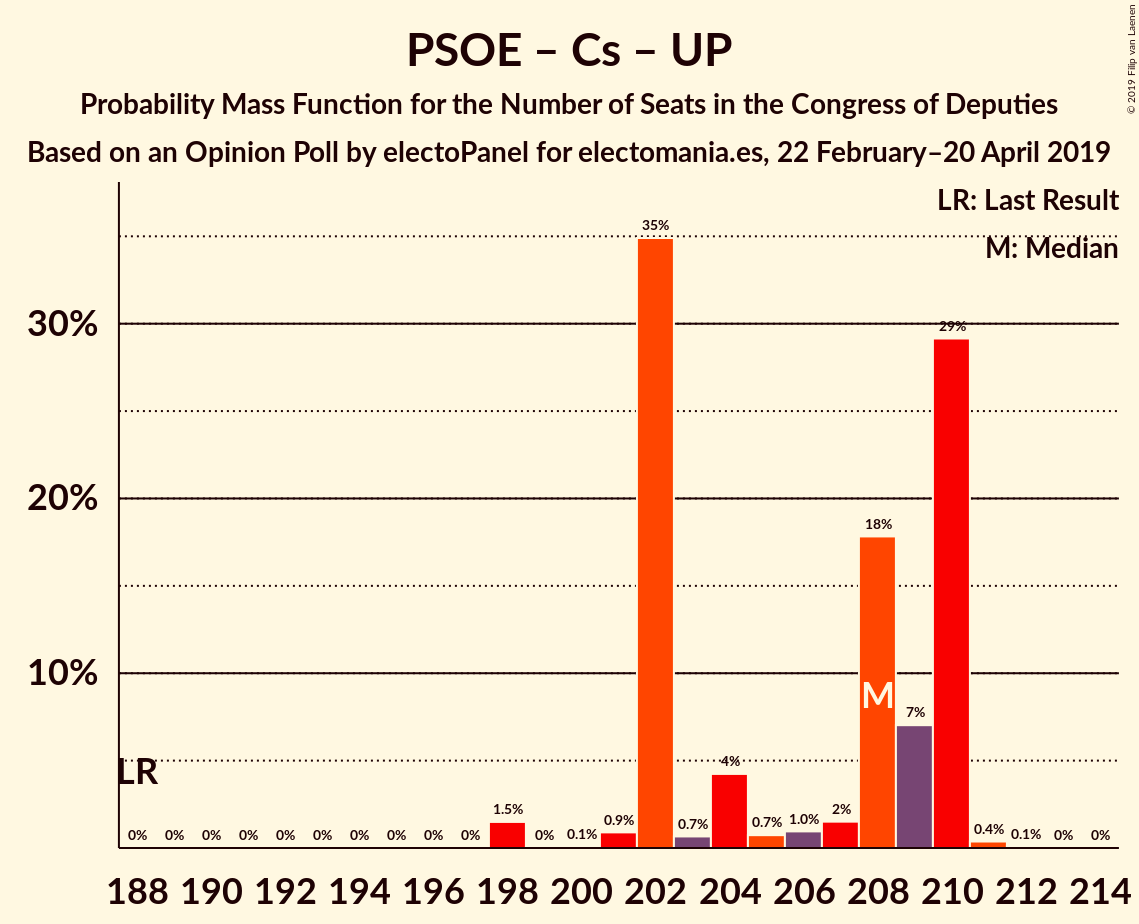 PSOE – Cs – UP
Probability Mass Function for the Number of Seats in the Congress of Deputies
Based on an Opinion Poll by electoPanel for electomania.es, 22 February–20 April 2019
© 2019 Filip van Laenen
LR: Last Result
M: Median
30%
20%
10%
LR
M
0% 0% 0% 0% 0% 0% 0% 0% 0% 0% 1.5% 0% 0.1% 0.9% 35% 0.7% 4% 0.7% 1.0% 2% 18% 7% 29% 0.4% 0.1% 0% 0%
188 190 192 194 196 198 200 202 204 206 208 210 212 214